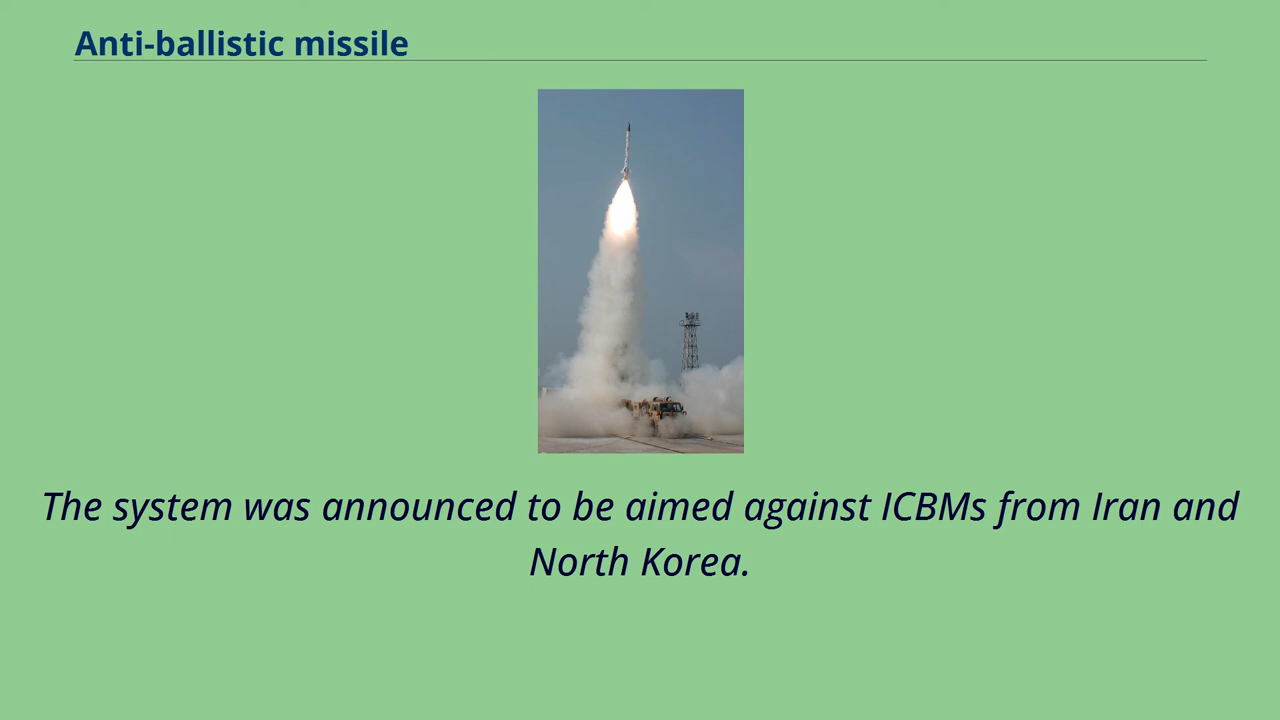 Anti-ballistic missile
The system was announced to be aimed against ICBMs from Iran and
North Korea.